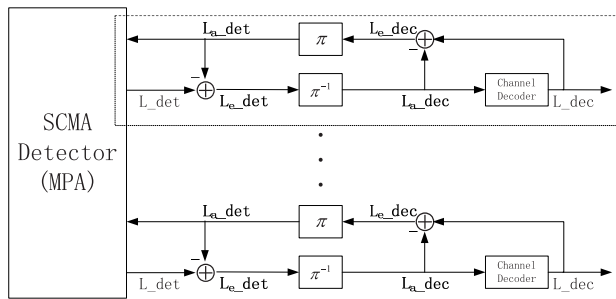 La_det
π
Le_dec
L_det
Le_det
π⁻¹
La_dec
Channel
Decoder
L_dec
SCMA
Detector
(MPA)
La_det
π
Le_dec
L_det
Le_det
π⁻¹
La_dec
Channel
Decoder
L_dec